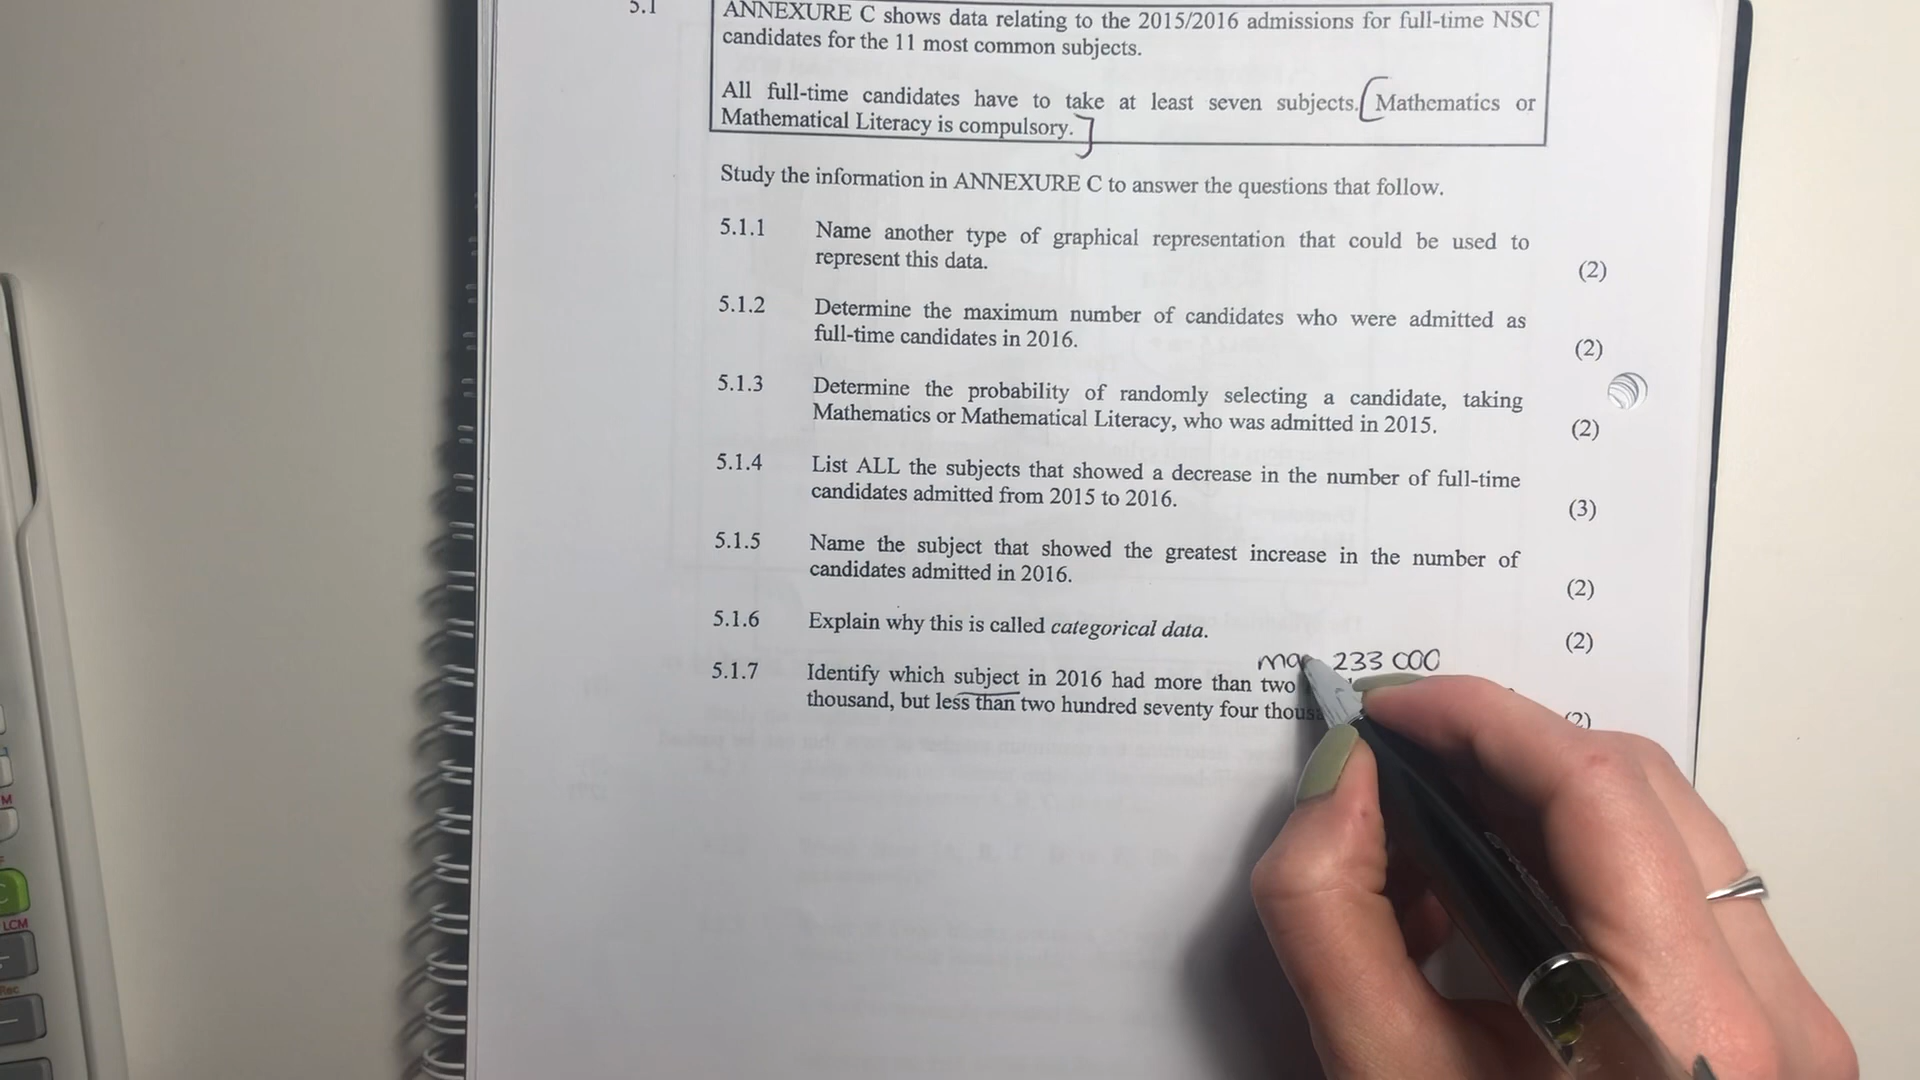 5.1
ANNEXURE C shows data relating to the 2015/2016 admissions for full-time NSC
candidates for the 11 most common subjects.
All full-time candidates have to take at least seven subjects. [Mathematics or
Mathematical Literacy is compulsory.]
Study the information in ANNEXURE C to answer the questions that follow.
5.1.1 Name another type of graphical representation that could be used to
represent this data. (2)
5.1.2 Determine the maximum number of candidates who were admitted as
full-time candidates in 2016. (2)
5.1.3 Determine the probability of randomly selecting a candidate, taking
Mathematics or Mathematical Literacy, who was admitted in 2015. (2)
5.1.4 List ALL the subjects that showed a decrease in the number of full-time
candidates admitted from 2015 to 2016. (3)
5.1.5 Name the subject that showed the greatest increase in the number of
candidates admitted in 2016. (2)
5.1.6 Explain why this is called categorical data. (2)
233 000
5.1.7 Identify which subject in 2016 had more than two
thousand, but less than two hundred seventy four (2)
M
LCM
Rec